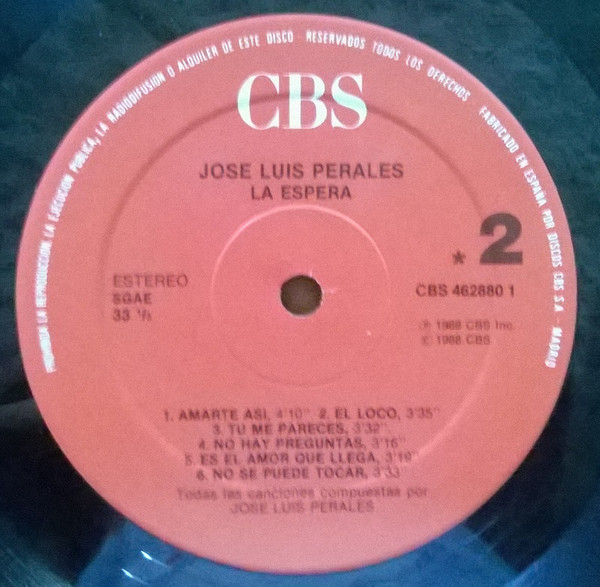 PROHIBIDA LA REPRODUCCION, LA EJECUCION PUBLICA, LA RADIODIFUSION O ALQUILER DE ESTE DISCO - RESERVADOS TODOS LOS DERECHOS - FABRICADO EN ESPAÑA POR DISCOS CBS S.A. - MADRID
CBS
JOSE LUIS PERALES
LA ESPERA
* 2
ESTEREO
SGAE
33 ⅓
CBS 462880 1
℗ 1988 CBS Inc.
© 1988 CBS
1. AMARTE ASI, 4'10" 2. EL LOCO, 3'35"
3. TU ME PARECES, 3'32".
4. NO HAY PREGUNTAS, 3'16"
5. ES EL AMOR QUE LLEGA, 3'19"
6. NO SE PUEDE TOCAR, 3'33"
Todas las canciones compuestas por
JOSE LUIS PERALES